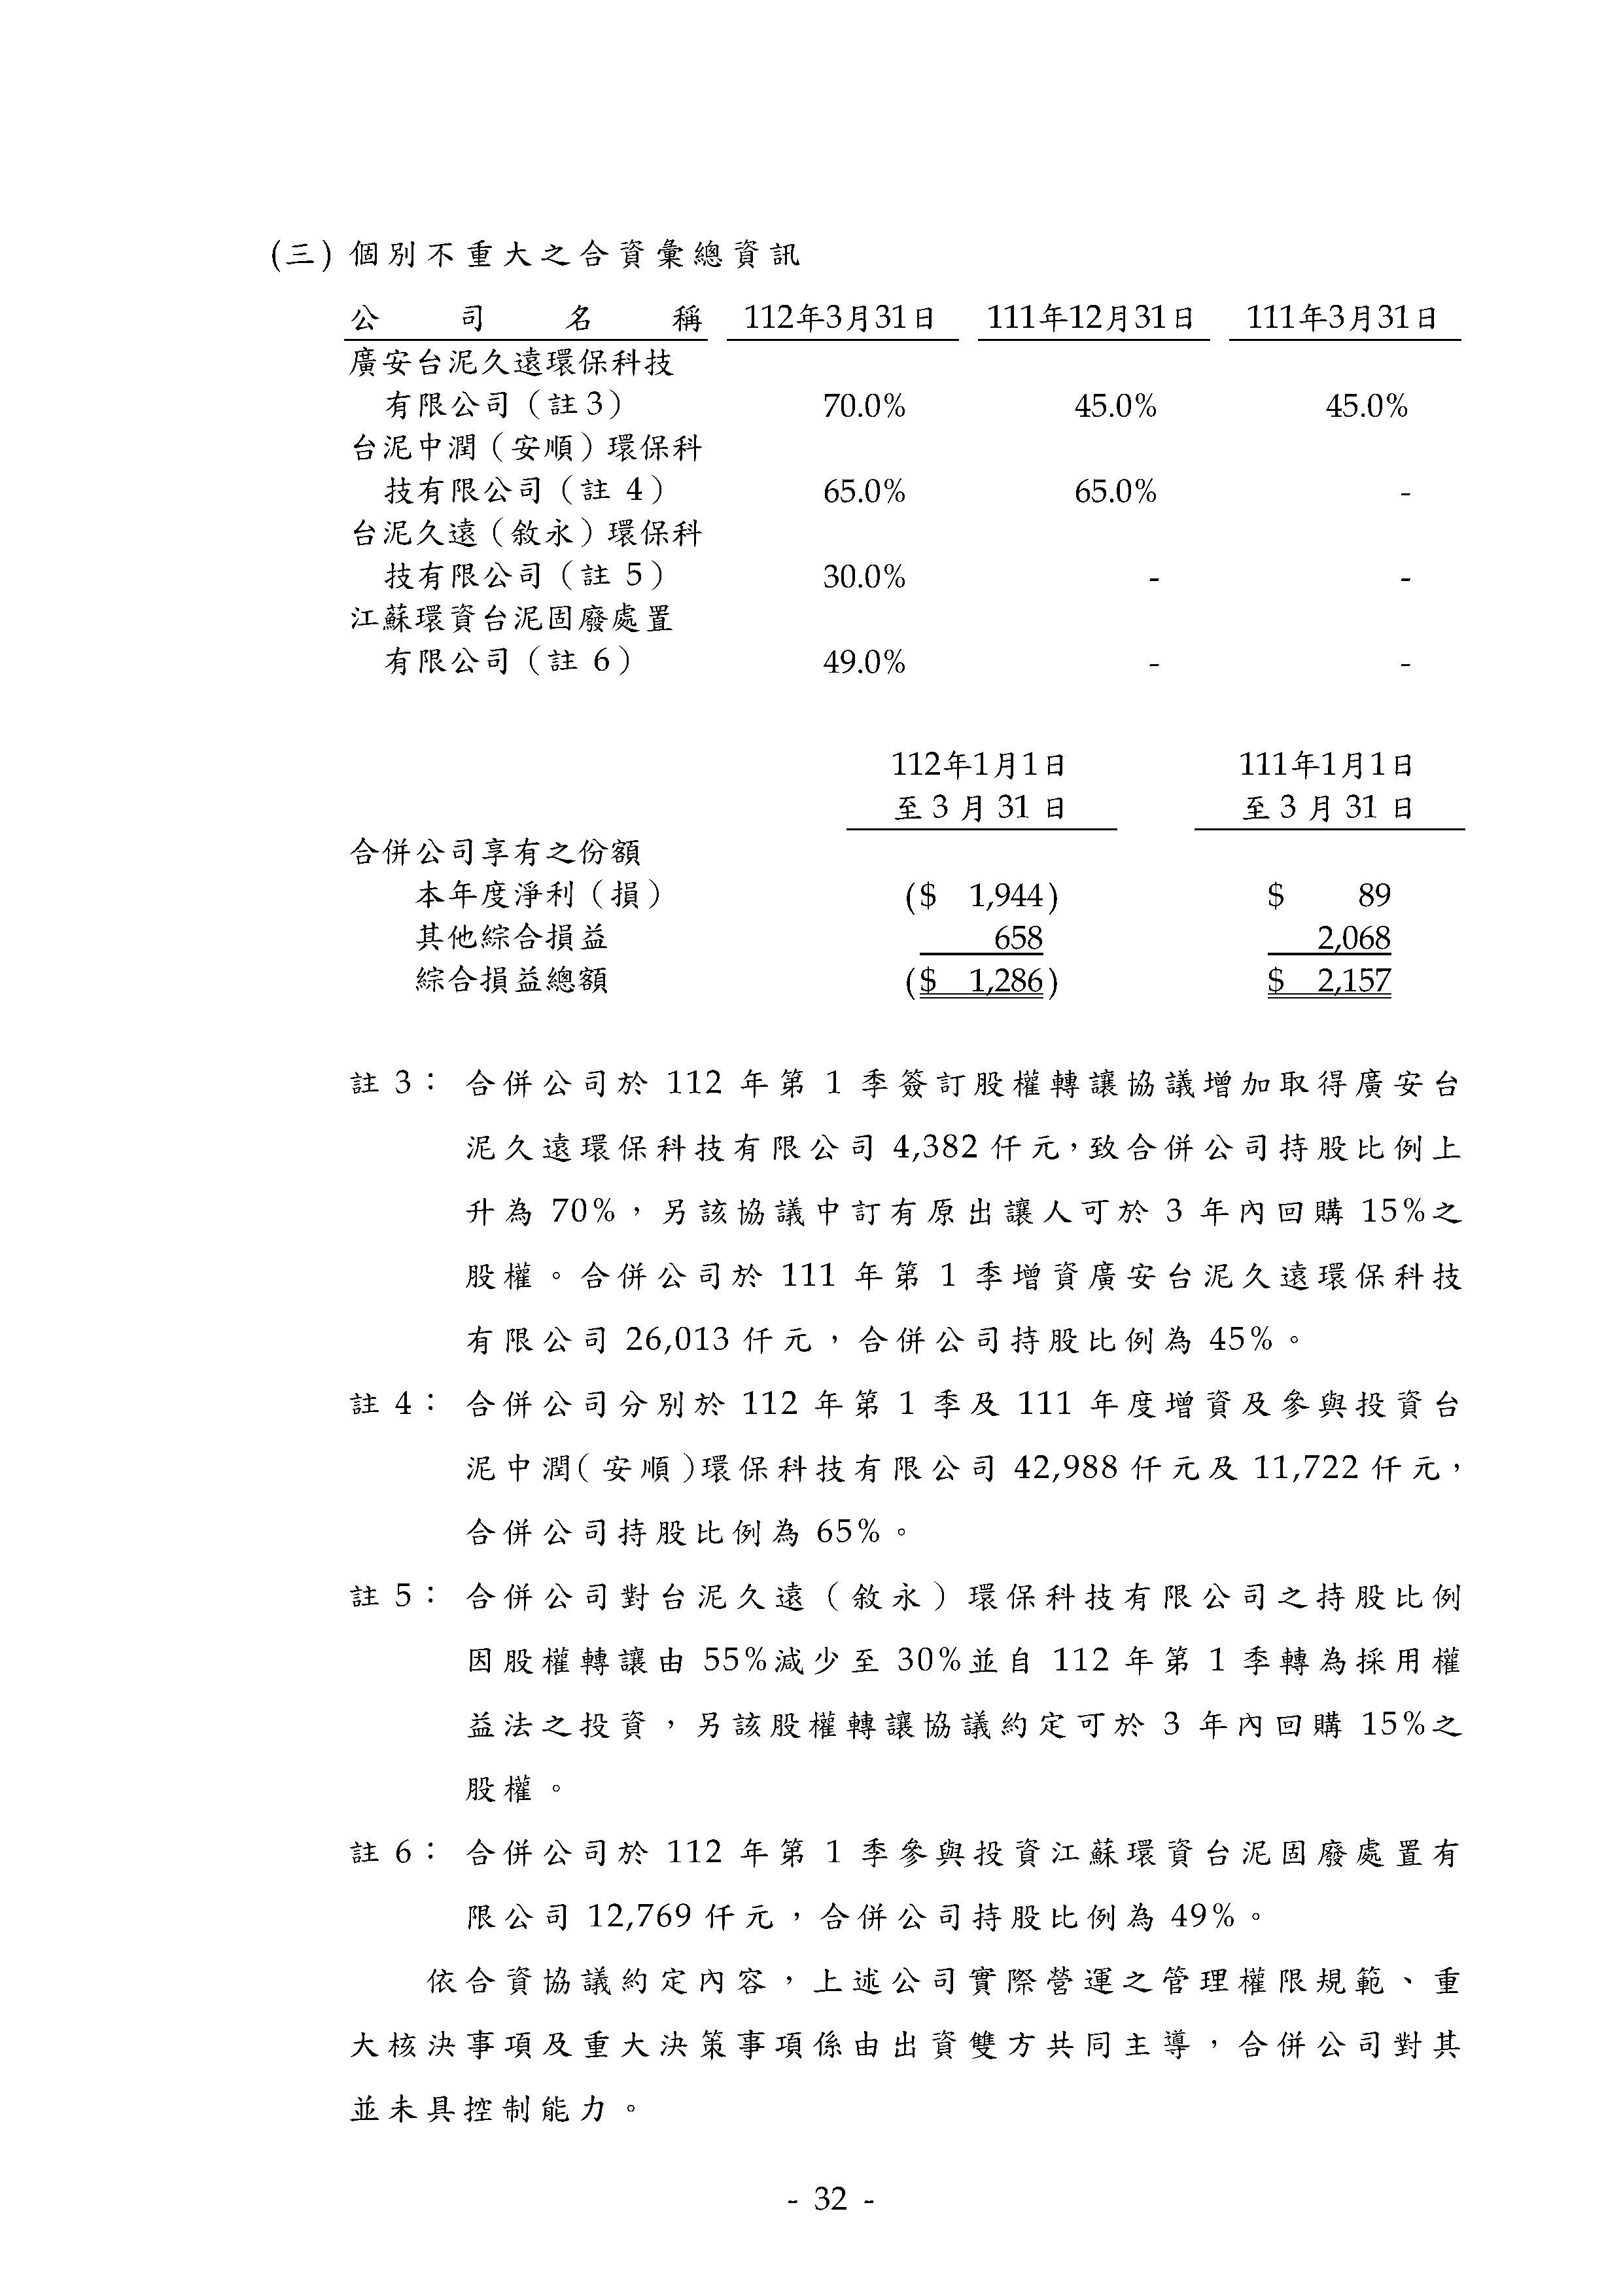 (三) 個別不重大之合資彙總資訊
公司名稱 112年3月31日 111年12月31日 111年3月31日
廣安台泥久遠環保科技
有限公司（註3） 70.0% 45.0% 45.0%
台泥中潤（安順）環保科
技有限公司（註 4） 65.0% 65.0% -
台泥久遠（敘永）環保科
技有限公司（註 5） 30.0% - -
江蘇環資台泥固廢處置
有限公司（註 6） 49.0% - -
112年1月1日 111年1月1日
至 3 月 31 日 至 3 月 31 日
合併公司享有之份額
本年度淨利（損） ($ 1,944) $ 89
其他綜合損益 658 2,068
綜合損益總額 ($ 1,286) $ 2,157
註 3： 合併公司於 112 年第 1 季簽訂股權轉讓協議增加取得廣安台
泥久遠環保科技有限公司 4,382 仟元，致合併公司持股比例上
升為 70%，另該協議中訂有原出讓人可於 3 年內回購 15%之
股權。合併公司於 111 年第 1 季增資廣安台泥久遠環保科技
有限公司 26,013 仟元，合併公司持股比例為 45%。
註 4： 合併公司分別於 112 年第 1 季及 111 年度增資及參與投資台
泥中潤(安順)環保科技有限公司 42,988 仟元及 11,722 仟元，
合併公司持股比例為 65%。
註 5： 合併公司對台泥久遠（敘永）環保科技有限公司之持股比例
因股權轉讓由 55%減少至 30%並自 112 年第 1 季轉為採用權
益法之投資，另該股權轉讓協議約定可於 3 年內回購 15%之
股權。
註 6： 合併公司於 112 年第 1 季參與投資江蘇環資台泥固廢處置有
限公司 12,769 仟元，合併公司持股比例為 49%。
依合資協議約定內容，上述公司實際營運之管理權限規範、重
大核決事項及重大決策事項係由出資雙方共同主導，合併公司對其
並未具控制能力。
- 32 -